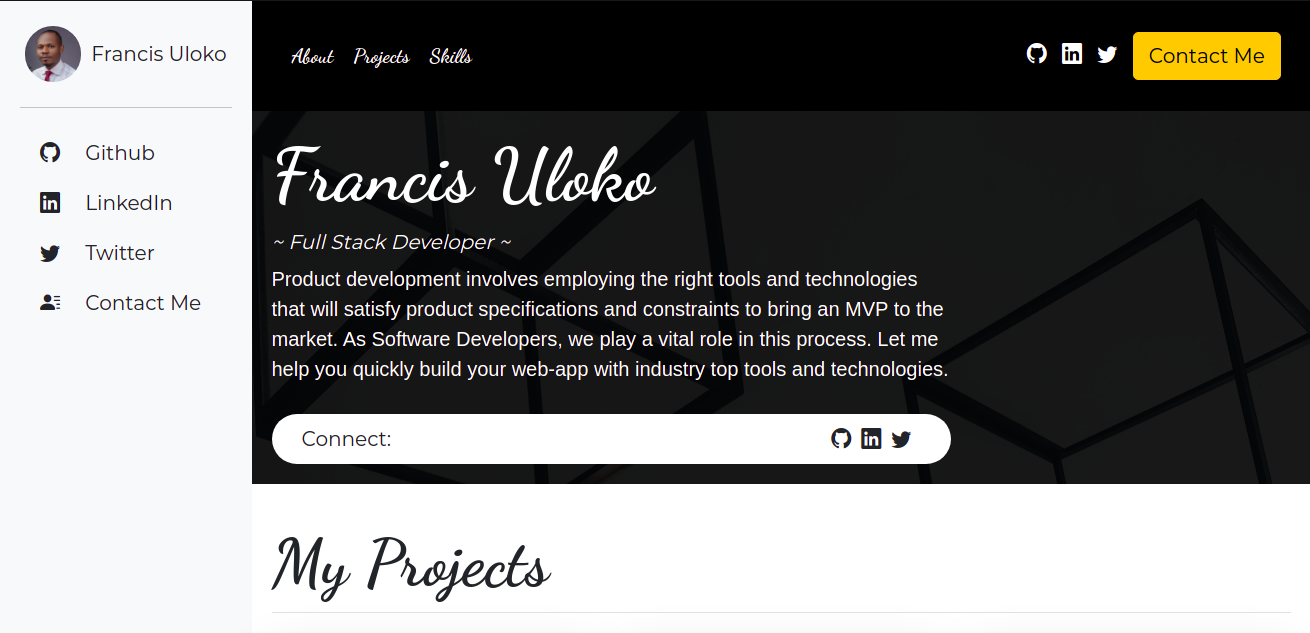 Francis Uloko
Github
LinkedIn
Twitter
Contact Me
About Projects Skills
Contact Me
Francis Uloko
~ Full Stack Developer ~
Product development involves employing the right tools and technologies
that will satisfy product specifications and constraints to bring an MVP to the
market. As Software Developers, we play a vital role in this process. Let me
help you quickly build your web-app with industry top tools and technologies.
Connect:
My Projects